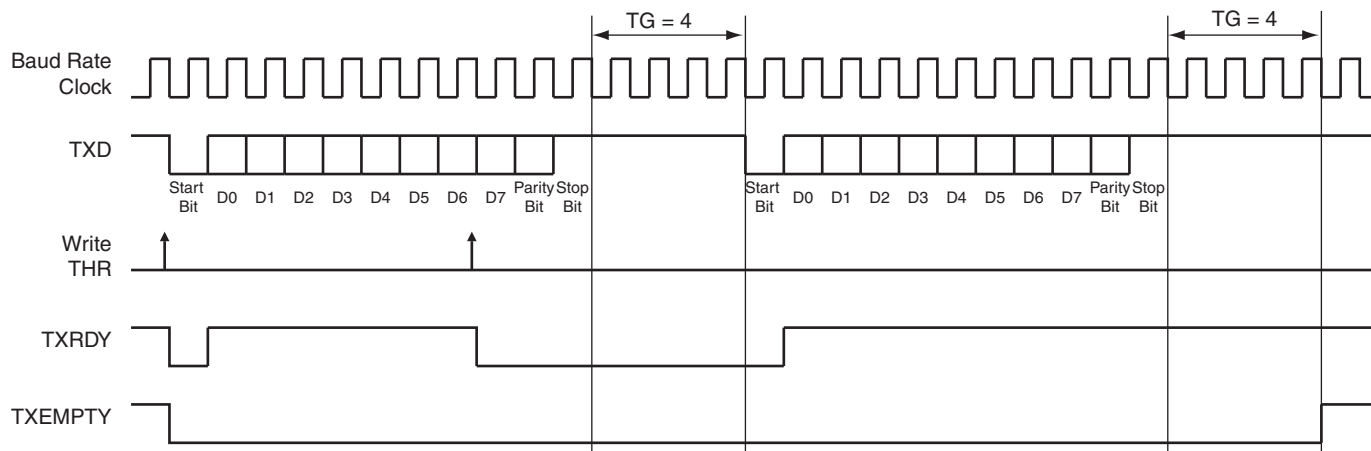 TG = 4
TG = 4
Baud Rate
Clock
TXD
Start
Bit
D0
D1
D2
D3
D4
D5
D6
D7
Parity
Bit
Stop
Bit
Start
Bit
D0
D1
D2
D3
D4
D5
D6
D7
Parity
Bit
Stop
Bit
Write
THR
TXRDY
TXEMPTY